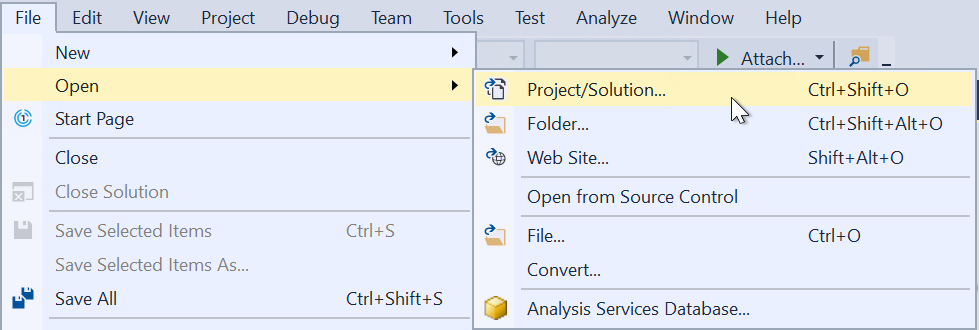 File Edit View Project Debug Team Tools Test Analyze Window Help
Attach...
New
Open
Start Page
Close
Close Solution
Save Selected Items Ctrl+S
Save Selected Items As...
Save All Ctrl+Shift+S
Project/Solution... Ctrl+Shift+O
Folder... Ctrl+Shift+Alt+O
Web Site... Shift+Alt+O
Open from Source Control
File... Ctrl+O
Convert...
Analysis Services Database...